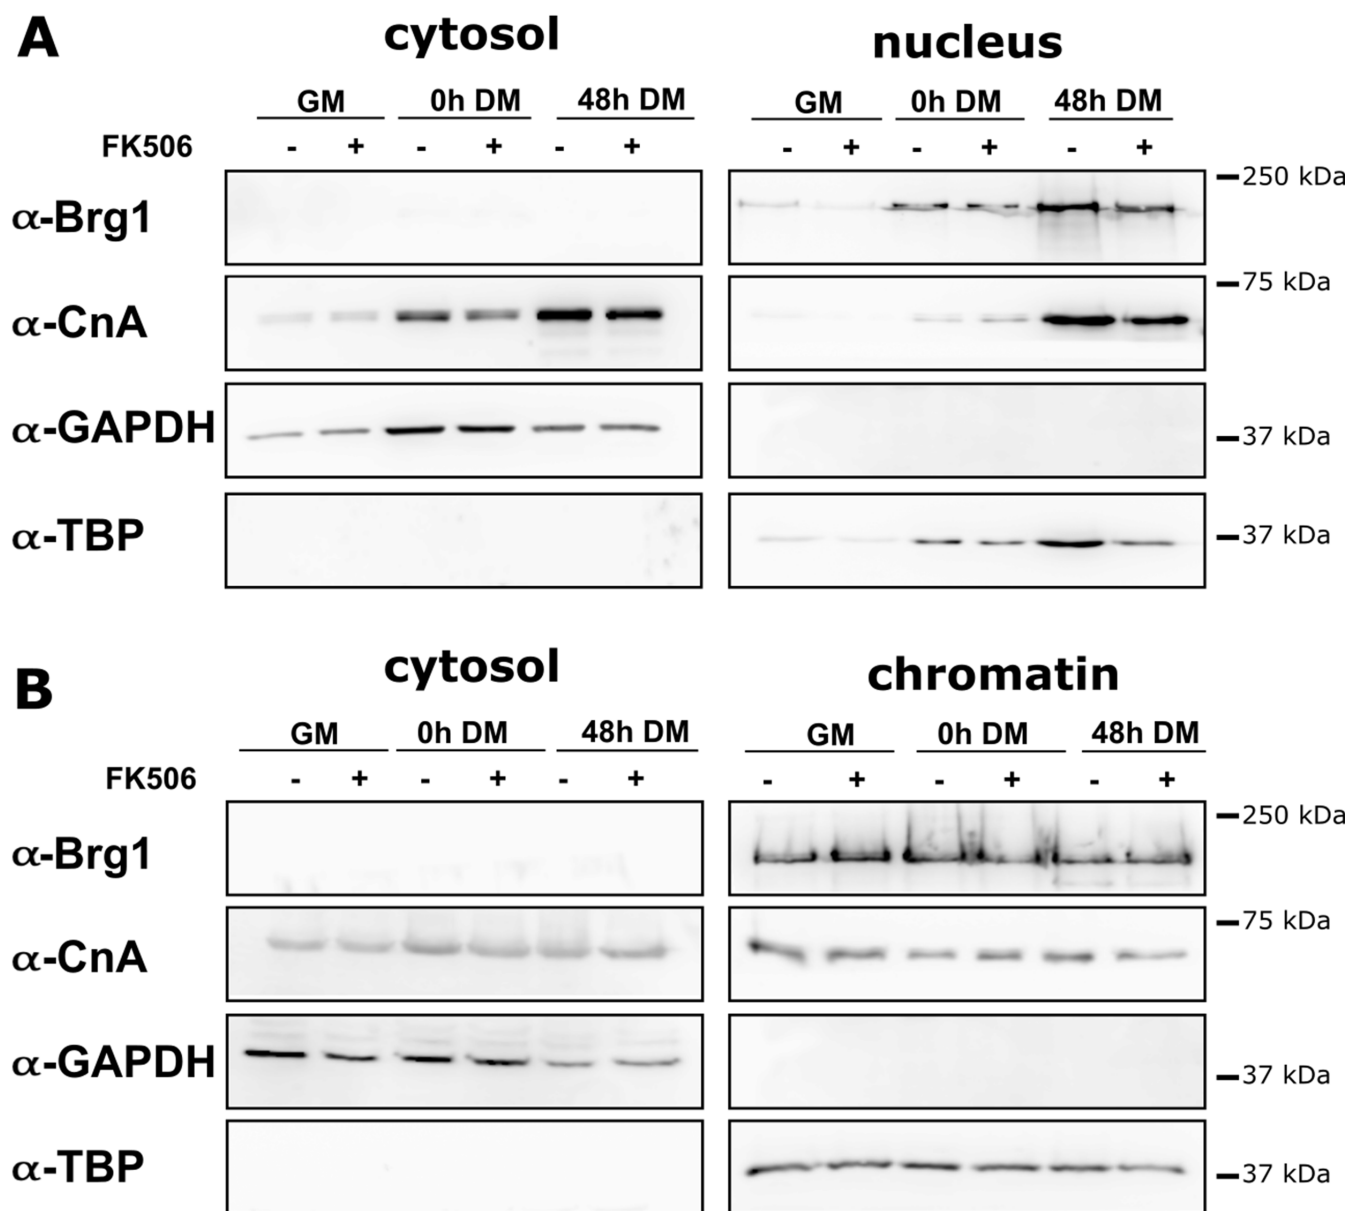 A
cytosol
nucleus
GM 0h DM 48h DM GM 0h DM 48h DM
FK506 - + - + - + - + - + - +
α-Brg1
250 kDa
α-CnA
75 kDa
α-GAPDH
37 kDa
α-TBP
37 kDa
B
cytosol
chromatin
GM 0h DM 48h DM GM 0h DM 48h DM
FK506 - + - + - + - + - + - +
α-Brg1
250 kDa
α-CnA
75 kDa
α-GAPDH
37 kDa
α-TBP
37 kDa